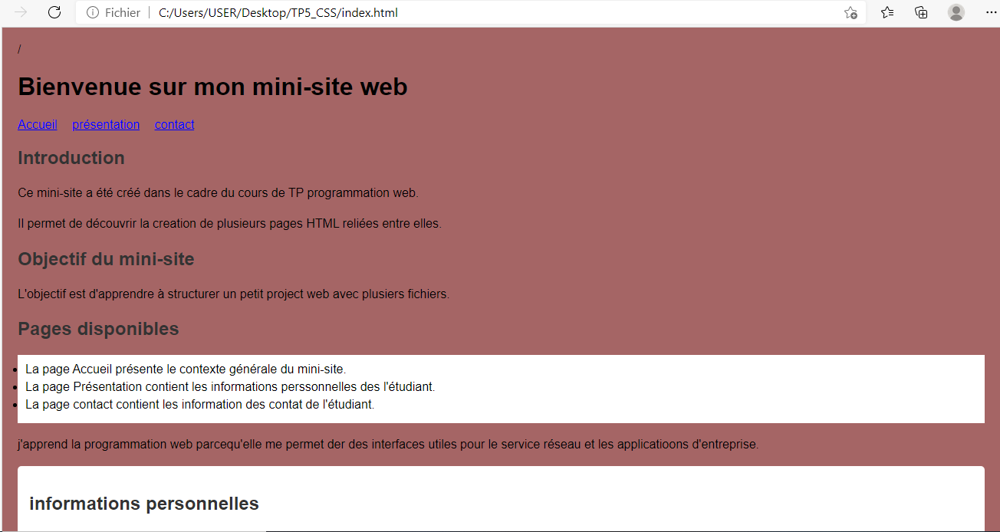 Fichier | C:/Users/USER/Desktop/TP5_CSS/index.html
/
Bienvenue sur mon mini-site web
Accueil présentation contact
Introduction
Ce mini-site a été créé dans le cadre du cours de TP programmation web.
Il permet de découvrir la creation de plusieurs pages HTML reliées entre elles.
Objectif du mini-site
L'objectif est d'apprendre à structurer un petit project web avec plusiers fichiers.
Pages disponibles
La page Accueil présente le contexte générale du mini-site.
La page Présentation contient les informations perssonnelles des l'étudiant.
La page contact contient les information des contat de l'étudiant.
j'apprend la programmation web parcequ'elle me permet der des interfaces utiles pour le service réseau et les applicatioons d'entreprise.
informations personnelles